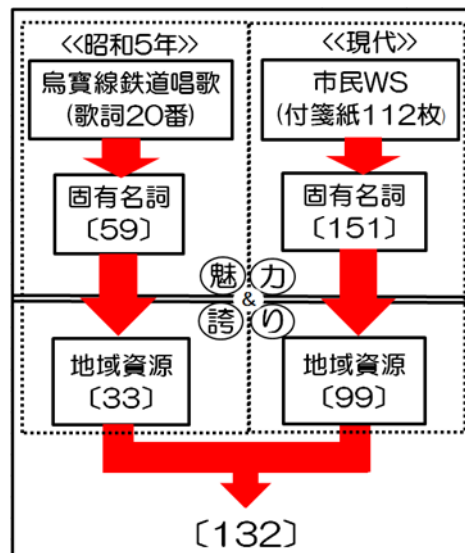 ≪昭和5年≫
烏寶線鉄道唱歌
(歌詞20番)
固有名詞
〔59〕
≪現代≫
市民WS
(付箋紙112枚)
固有名詞
〔151〕
魅力
&
誇り
地域資源
〔33〕
地域資源
〔99〕
〔132〕